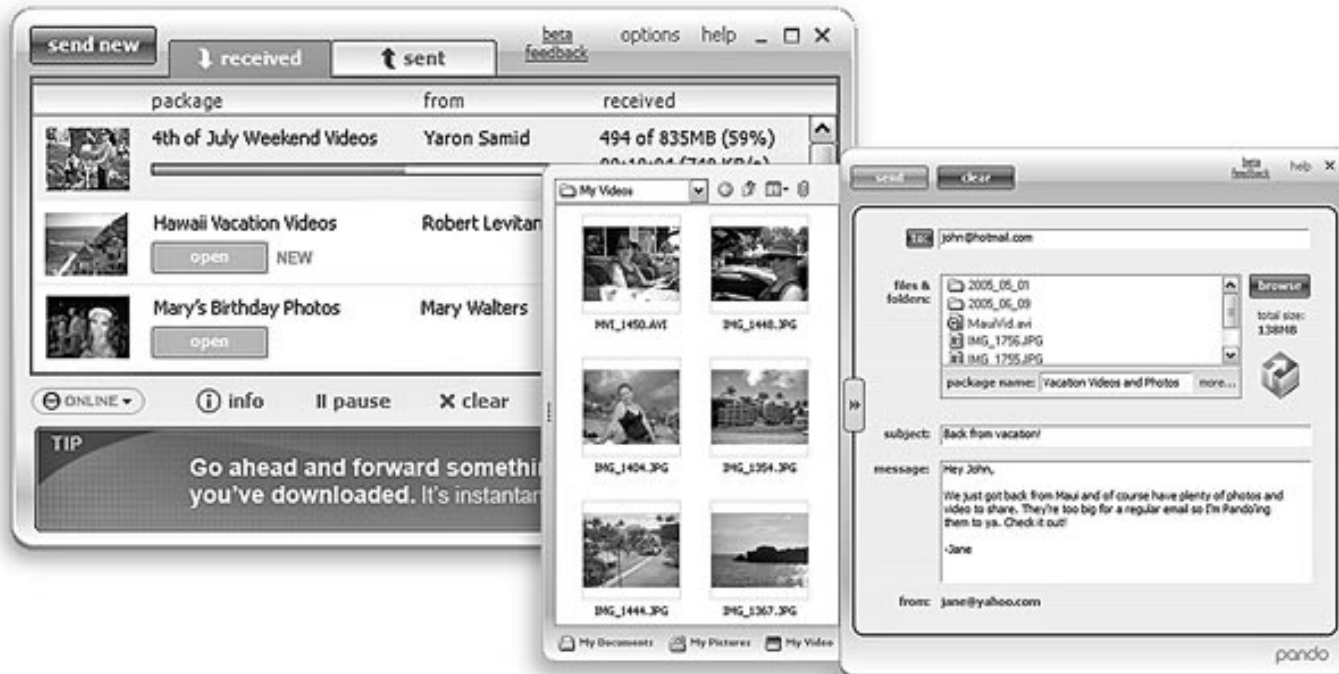 send new
received
sent
beta feedback
options
help
package from received
4th of July Weekend Videos Yaron Samid 494 of 835MB (59%)
(749 KB/s)
Hawaii Vacation Videos Robert Levitan
open NEW
Mary's Birthday Photos Mary Walters
open
ONLINE
info
pause
clear
TIP
Go ahead and forward somethin
you've downloaded. It's instantan
My Videos
MVI_1450.AVI IMG_1448.JPG
IMG_1404.JPG IMG_1354.JPG
IMG_1444.JPG IMG_1367.JPG
My Documents My Pictures My Video
send clear
beta feedback
help
to: john@hotmail.com
files & folders:
2005_05_01
2005_06_09
MauiVid.avi
IMG_1756.JPG
IMG_1755.JPG
browse
total size:
138MB
package name: Vacation Videos and Photos more...
subject: Back from vacation!
message: Hey John,
We just got back from Maui and of course have plenty of photos and
video to share. They're too big for a regular email so I'm Pando'ing
them to ya. Check it out!
-Jane
from: jane@yahoo.com
pando